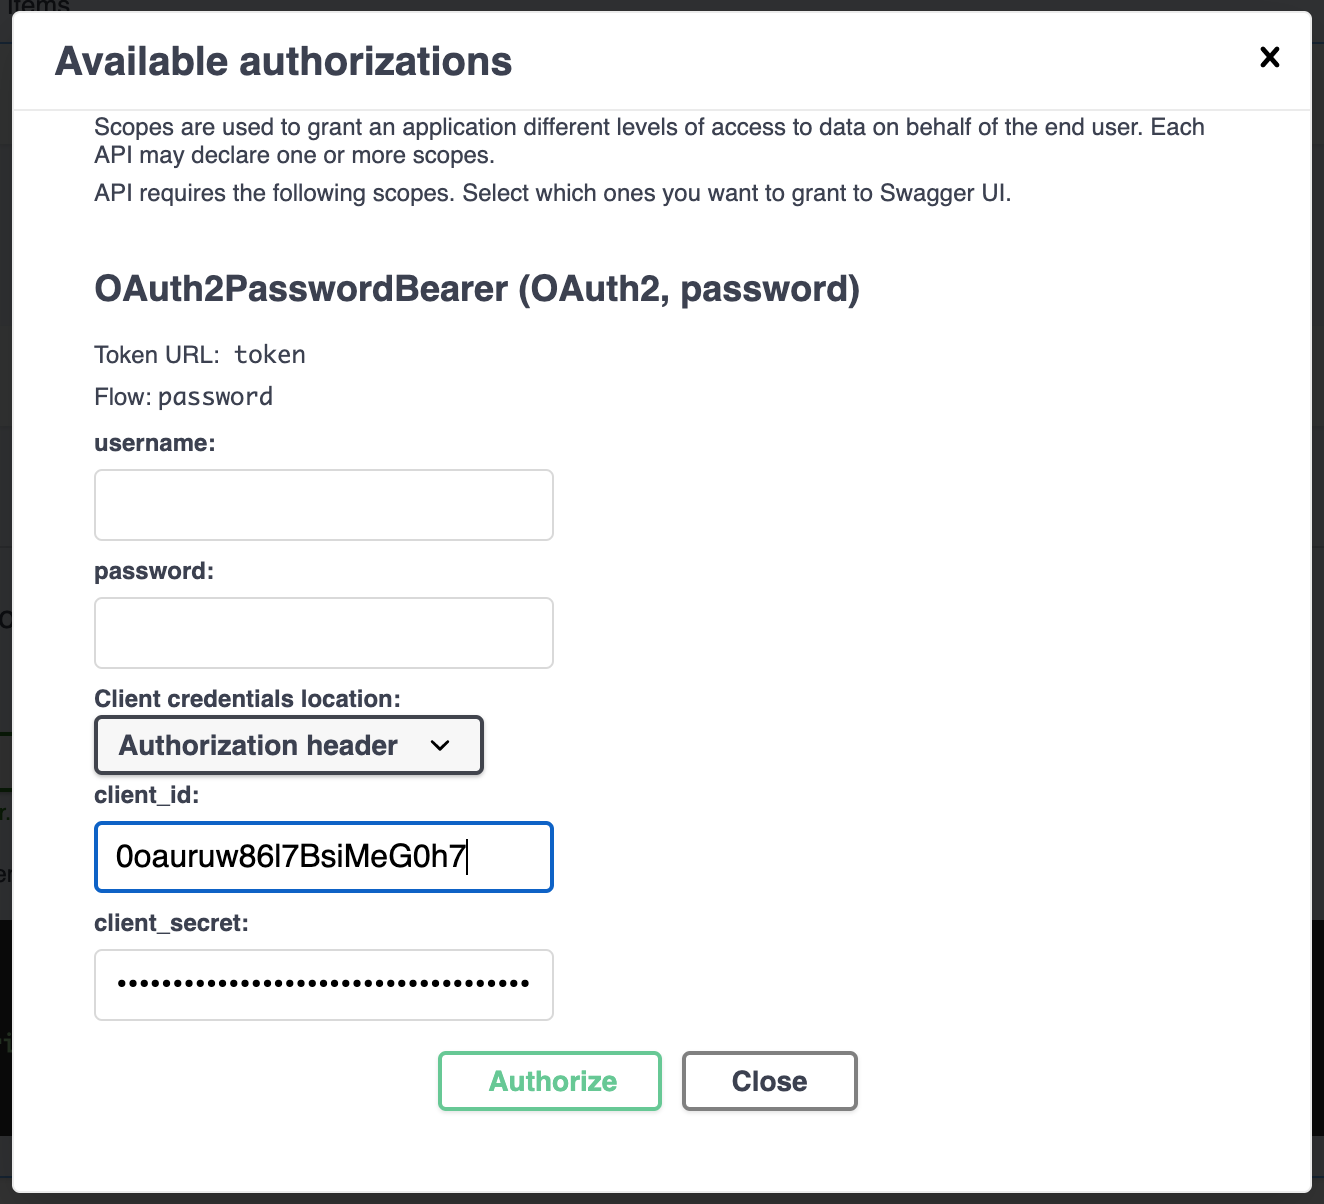 Items
Available authorizations
Scopes are used to grant an application different levels of access to data on behalf of the end user. Each
API may declare one or more scopes.
API requires the following scopes. Select which ones you want to grant to Swagger UI.
OAuth2PasswordBearer (OAuth2, password)
Token URL: token
Flow: password
username:
password:
Client credentials location:
Authorization header
client_id:
0oauruw86l7BsiMeG0h7
client_secret:
Authorize
Close